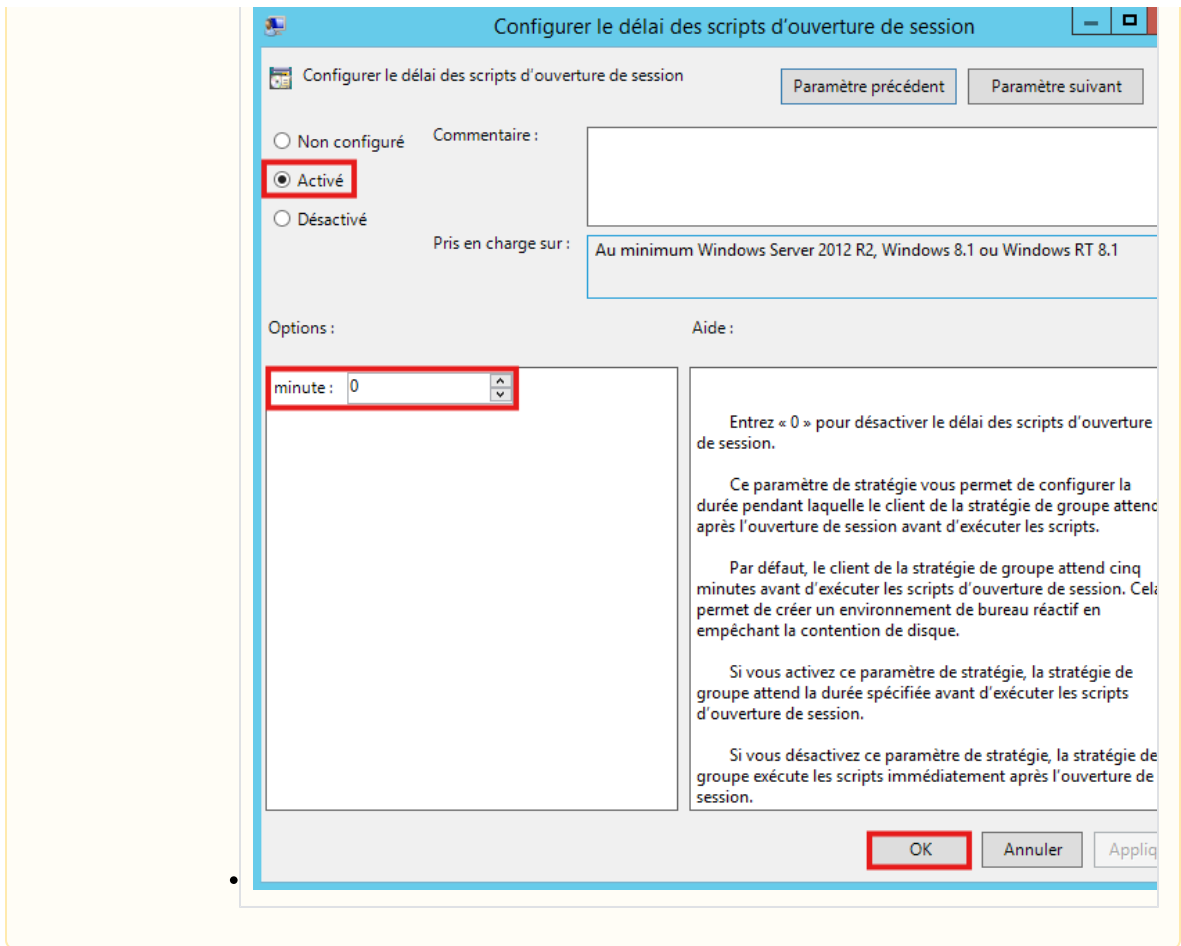 Configurer le délai des scripts d'ouverture de session
Configurer le délai des scripts d'ouverture de session
Paramètre précédent
Paramètre suivant
Non configuré
Commentaire :
Activé
Désactivé
Pris en charge sur :
Au minimum Windows Server 2012 R2, Windows 8.1 ou Windows RT 8.1
Options :
Aide :
minute : 0
Entrez « 0 » pour désactiver le délai des scripts d'ouverture
de session.
Ce paramètre de stratégie vous permet de configurer la
durée pendant laquelle le client de la stratégie de groupe attend
après l'ouverture de session avant d'exécuter les scripts.
Par défaut, le client de la stratégie de groupe attend cinq
minutes avant d'exécuter les scripts d'ouverture de session. Cela
permet de créer un environnement de bureau réactif en
empêchant la contention de disque.
Si vous activez ce paramètre de stratégie, la stratégie de
groupe attend la durée spécifiée avant d'exécuter les scripts
d'ouverture de session.
Si vous désactivez ce paramètre de stratégie, la stratégie de
groupe exécute les scripts immédiatement après l'ouverture de
session.
OK
Annuler
Appliq